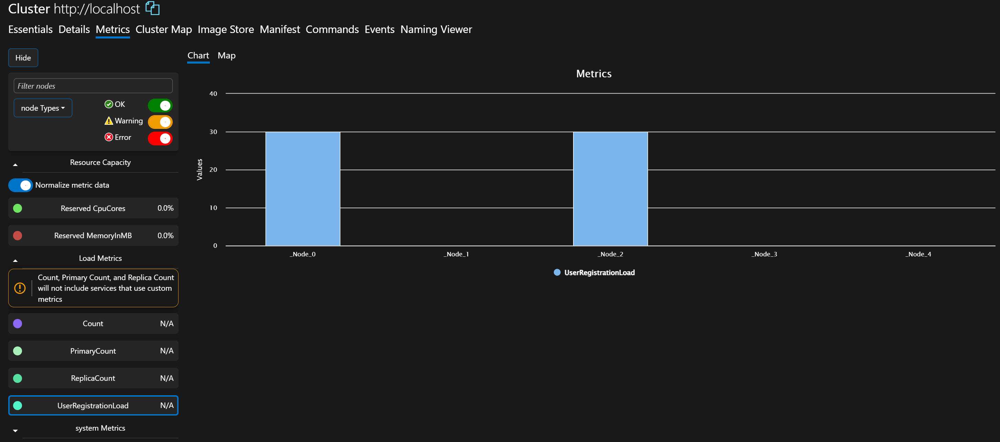 Cluster http://localhost
Essentials Details Metrics Cluster Map Image Store Manifest Commands Events Naming Viewer
Hide
Filter nodes
node Types
OK
Warning
Error
Resource Capacity
Normalize metric data
Reserved CpuCores 0.0%
Reserved MemoryInMB 0.0%
Load Metrics
Count, Primary Count, and Replica Count
will not include services that use custom
metrics
Count N/A
PrimaryCount N/A
ReplicaCount N/A
UserRegistrationLoad N/A
system Metrics
Chart Map
Metrics
Values
40
30
20
10
0
_Node_0 _Node_1 _Node_2 _Node_3 _Node_4
UserRegistrationLoad